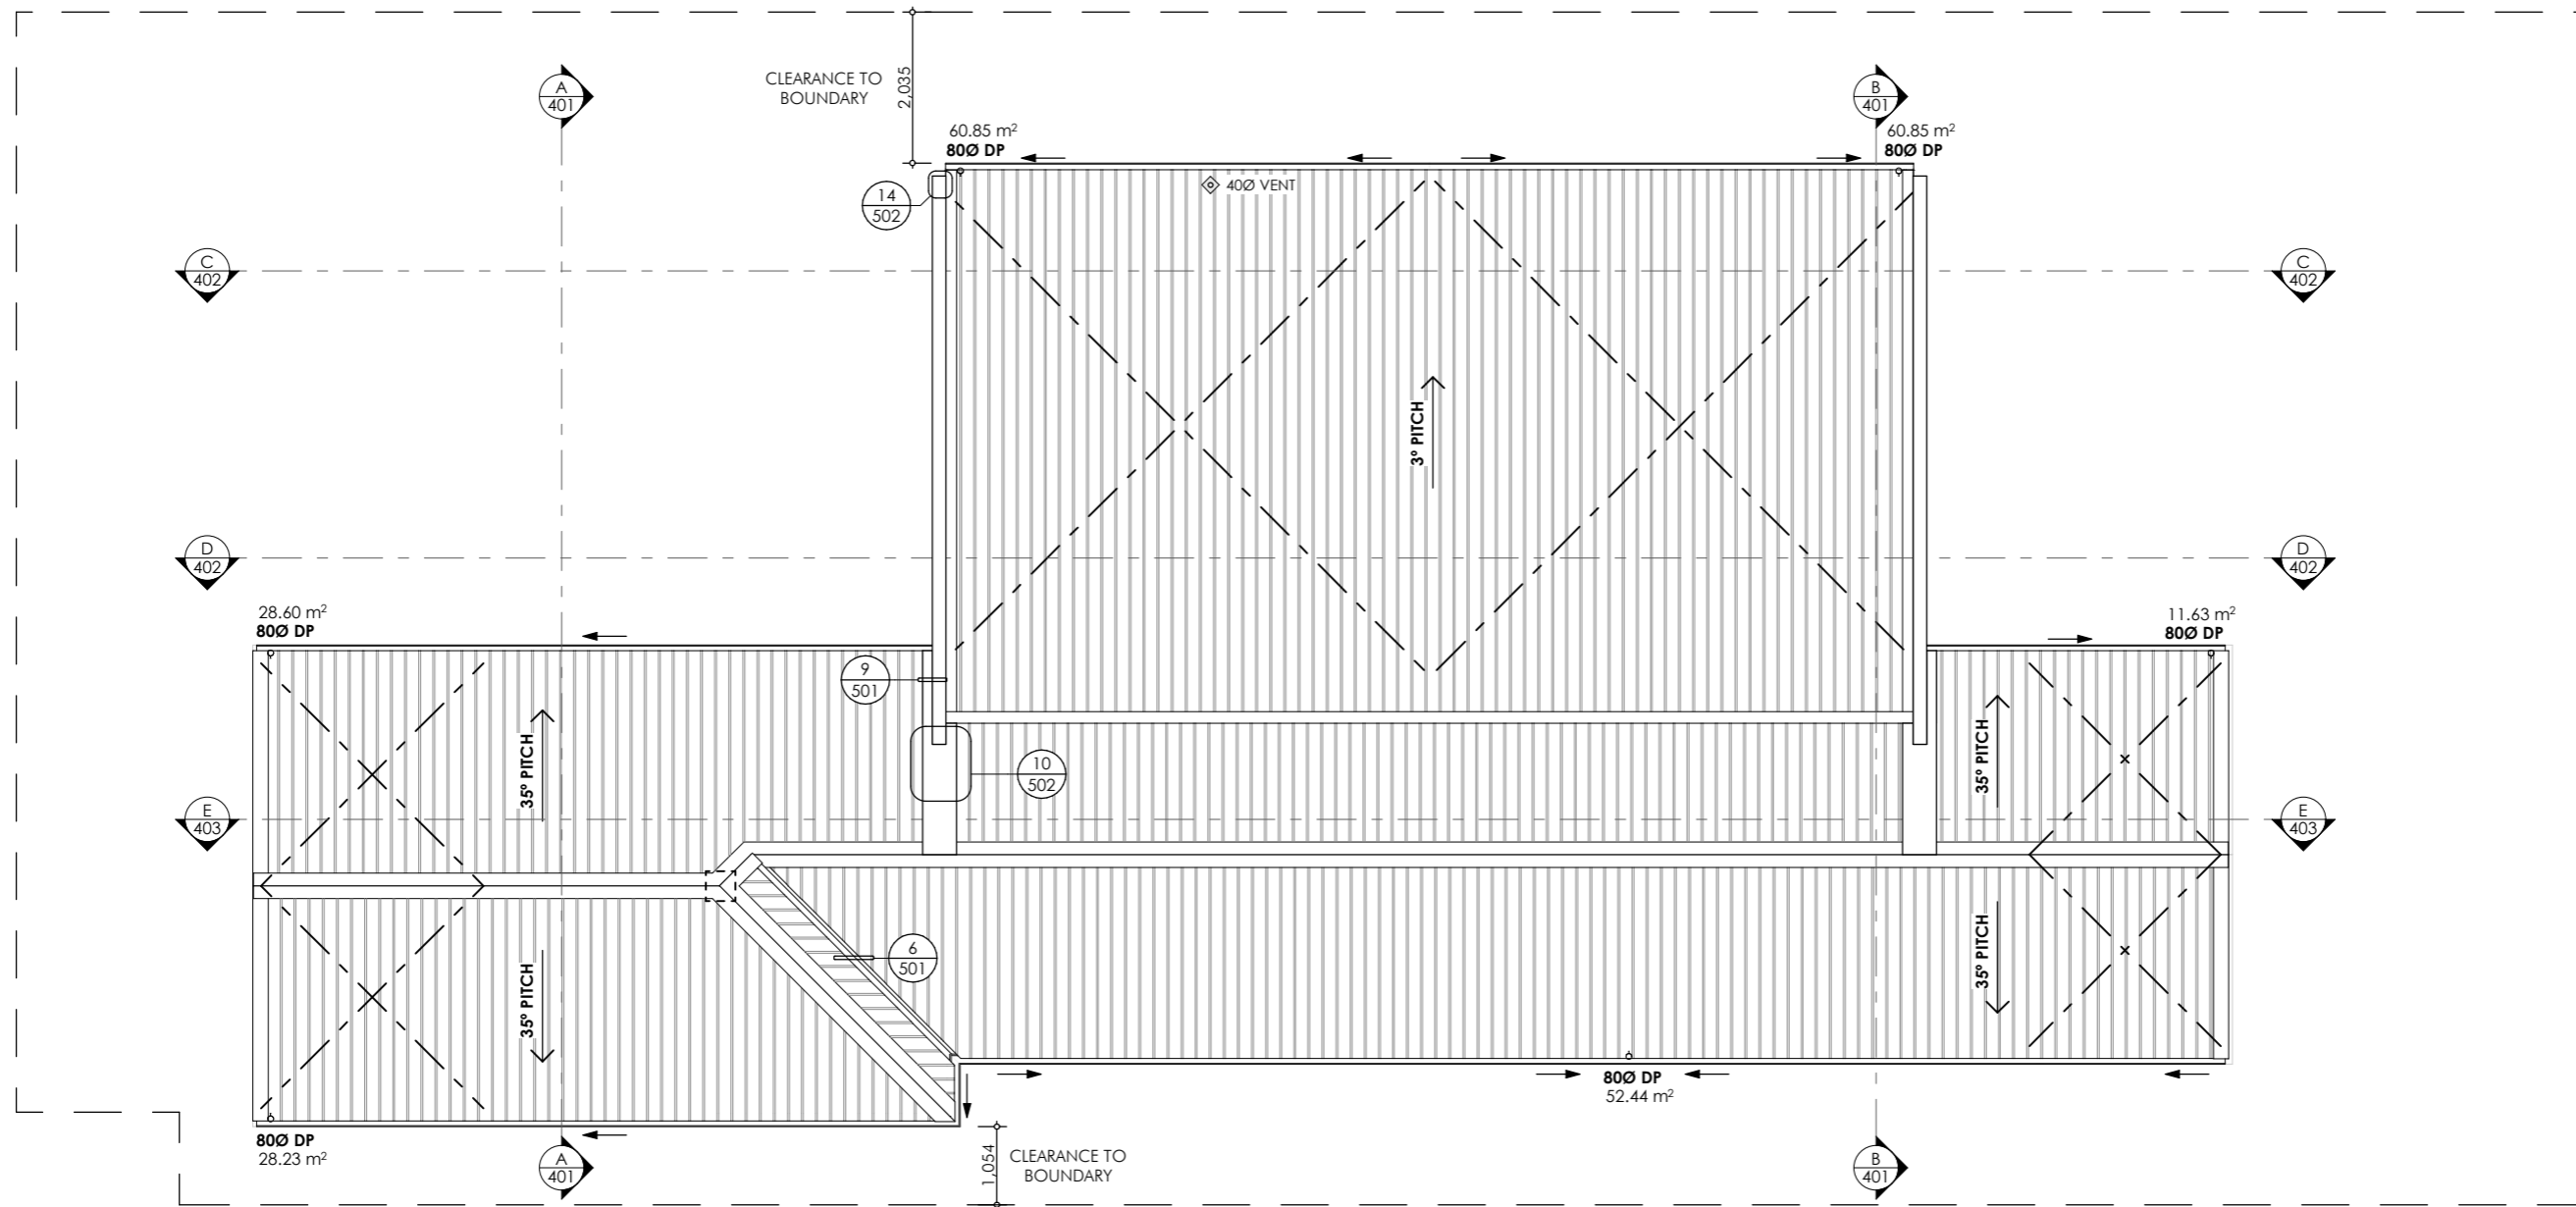 CLEARANCE TO
BOUNDARY
2,035
A
401
B
401
60.85 m²
80Ø DP
60.85 m²
80Ø DP
14
502
40Ø VENT
C
402
C
402
3° PITCH
D
402
D
402
28.60 m²
80Ø DP
11.63 m²
80Ø DP
9
501
35° PITCH
10
502
35° PITCH
E
403
E
403
35° PITCH
6
501
35° PITCH
80Ø DP
52.44 m²
80Ø DP
28.23 m²
A
401
1,054
CLEARANCE TO
BOUNDARY
B
401